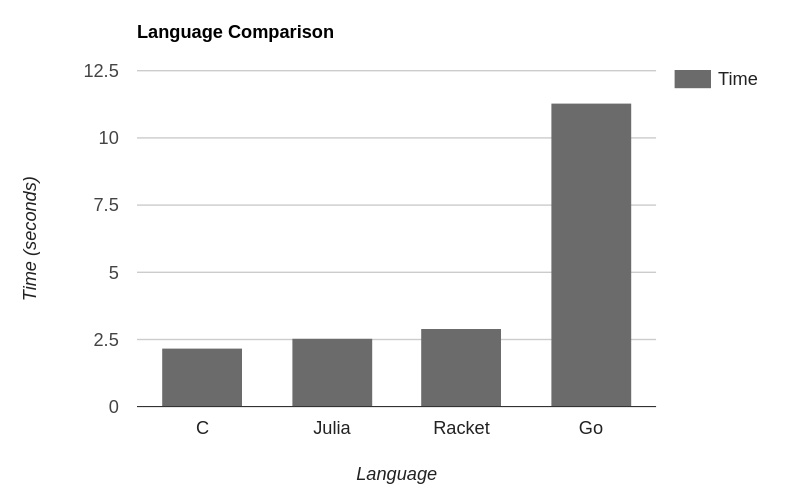 Language Comparison
12.5
10
7.5
5
2.5
0
Time (seconds)
C Julia Racket Go
Language
Time